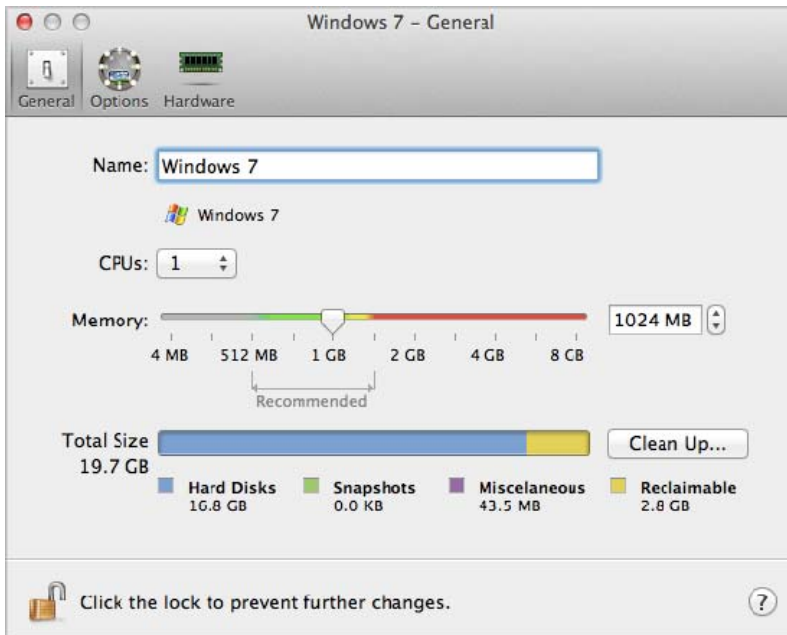 Windows 7 – General
General Options Hardware
Name: Windows 7
Windows 7
CPUs: 1
Memory: 1024 MB
4 MB 512 MB 1 GB 2 GB 4 GB 8 GB
Recommended
Total Size
19.7 GB
Clean Up...
Hard Disks Snapshots Miscelaneous Reclaimable
16.8 GB 0.0 KB 43.5 MB 2.8 GB
Click the lock to prevent further changes.
?